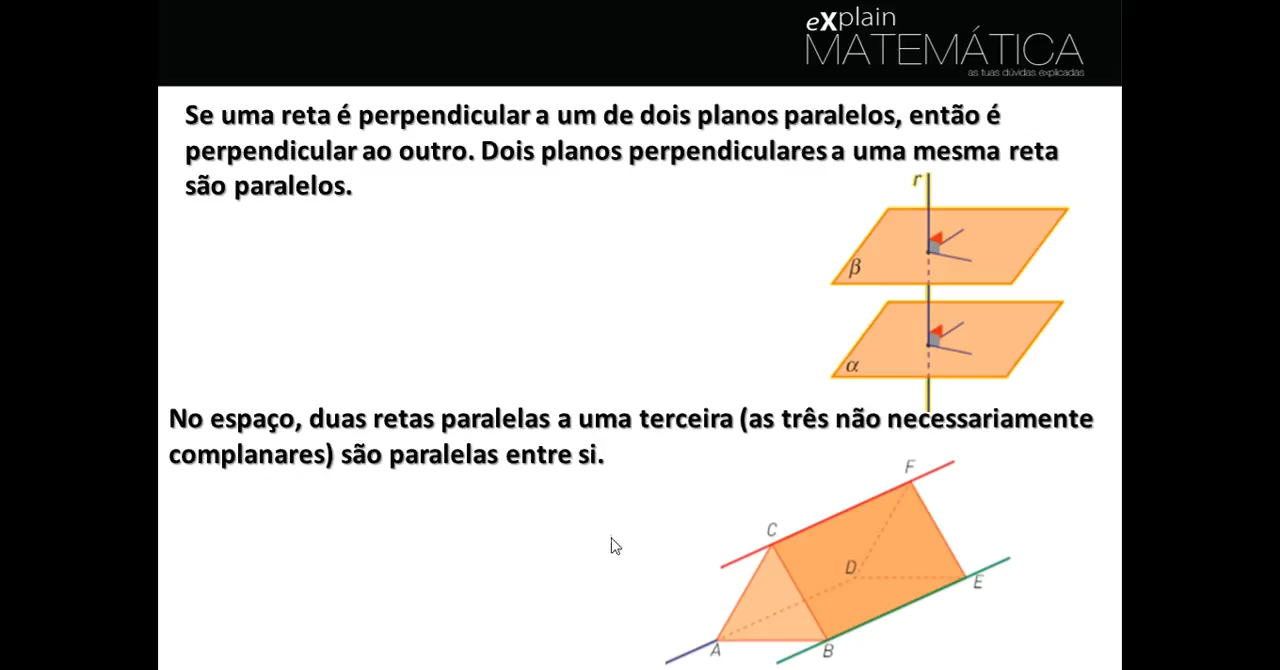 explain
MATEMÁTICA
as tuas dúvidas explicadas
Se uma reta é perpendicular a um de dois planos paralelos, então é
perpendicular ao outro. Dois planos perpendiculares a uma mesma reta
são paralelos.
r
β
α
No espaço, duas retas paralelas a uma terceira (as três não necessariamente
complanares) são paralelas entre si.
F
C
D
E
A
B